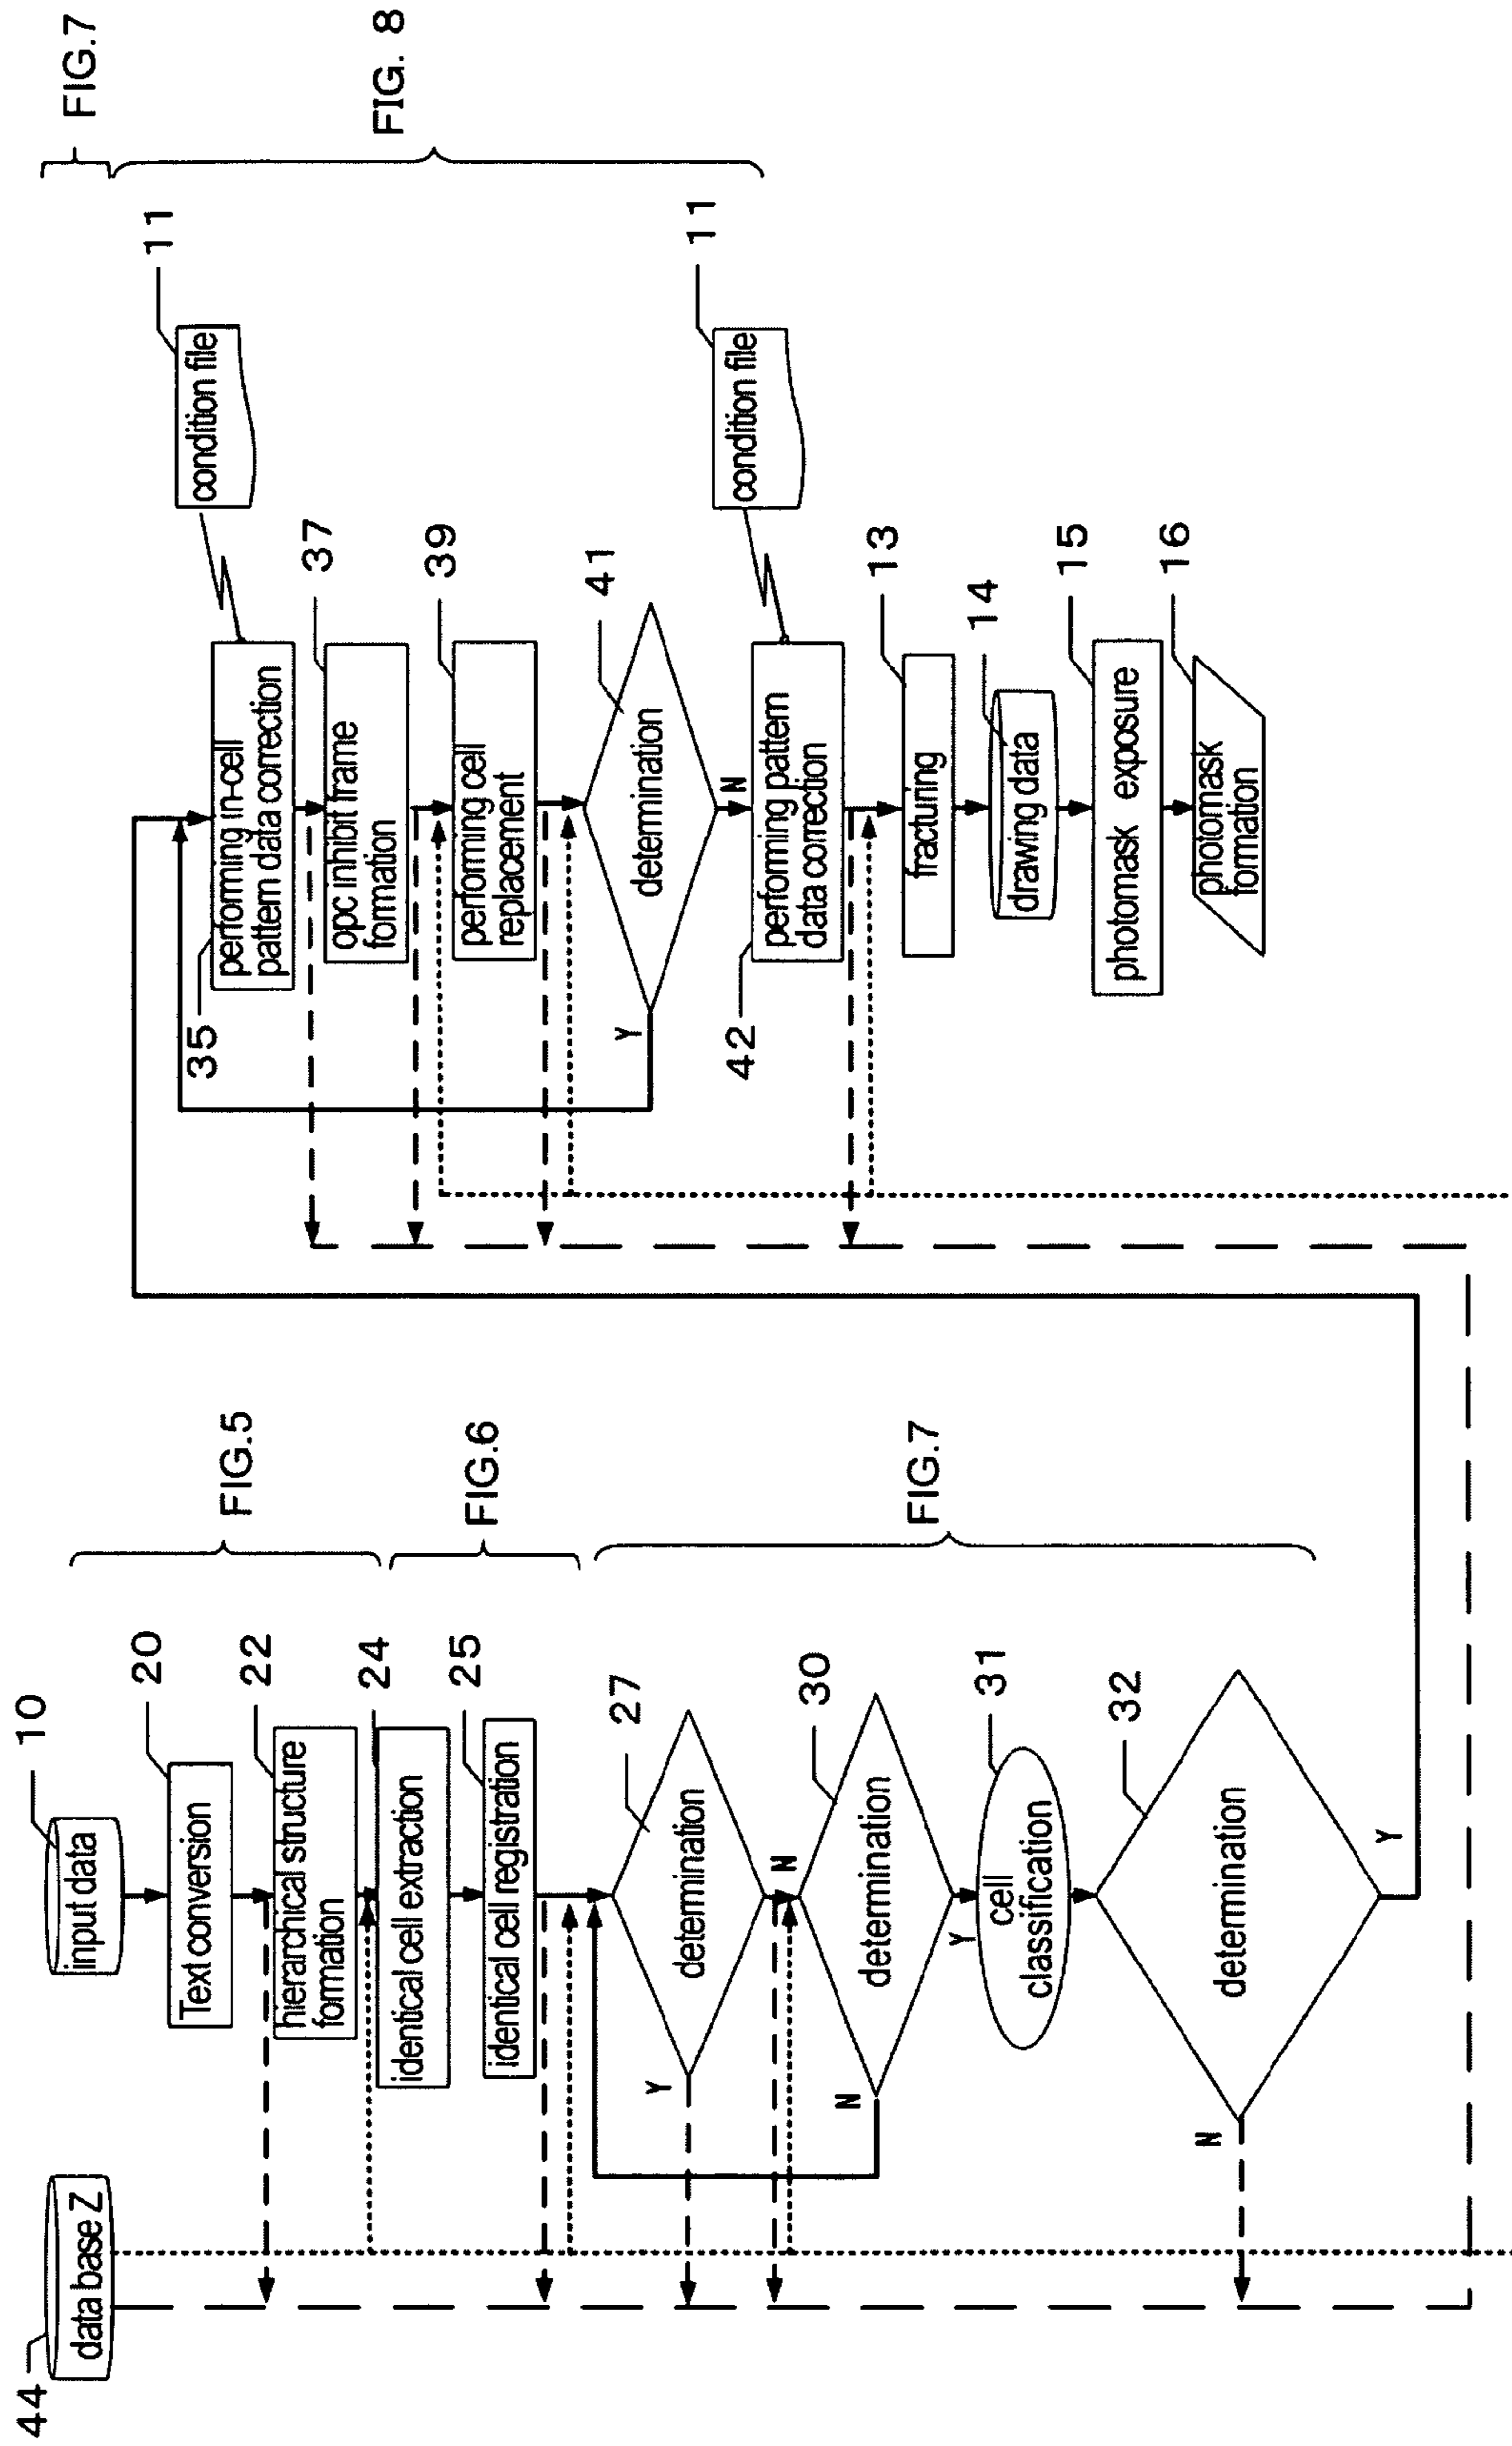 44
data base Z
10
input data
20
Text conversion
22
hierarchical structure
formation
24
identical cell extraction
25
identical cell registration
27
determination
Y
N
30
determination
N
Y
31
cell
classification
32
determination
N
Y
FIG.5
FIG.6
FIG.7
FIG.7
FIG. 8
35
performing in-cell
pattern data correction
11
condition file
37
opc inhibit frame
formation
39
performing cell
replacement
41
determination
Y
N
42
performing pattern
data correction
11
condition file
13
fracturing
14
drawing data
15
photomask exposure
16
photomask
formation